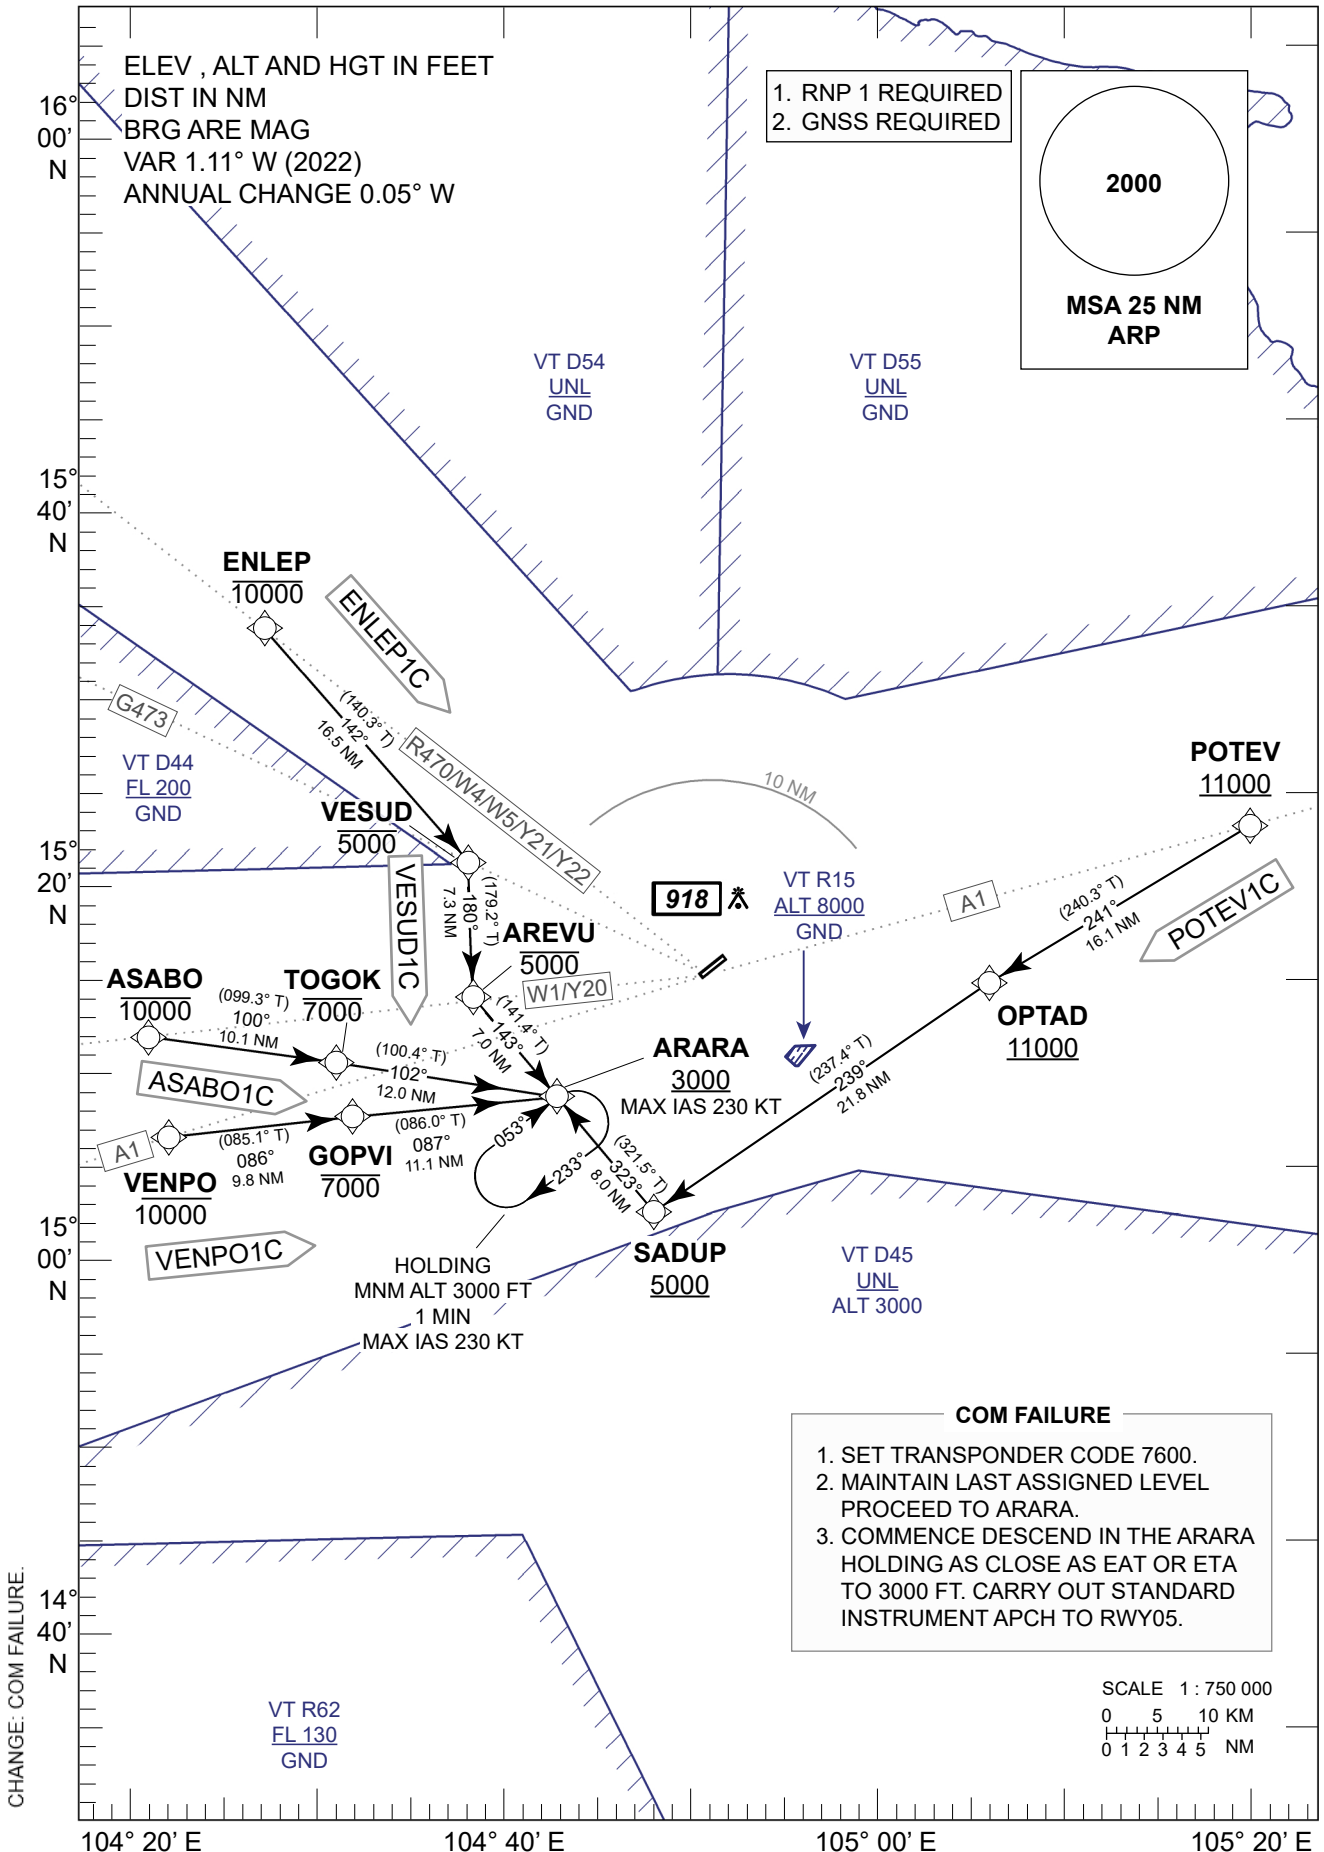 ELEV , ALT AND HGT IN FEET
DIST IN NM
BRG ARE MAG
VAR 1.11° W (2022)
ANNUAL CHANGE 0.05° W
1. RNP 1 REQUIRED
2. GNSS REQUIRED
2000
MSA 25 NM
ARP
16°
00'
N
VT D54
UNL
GND
VT D55
UNL
GND
15°
40'
N
ENLEP
10000
ENLEP1C
(140.3° T)
142°
16.5 NM
G473
R470/W4/W5/Y21/Y22
VT D44
FL 200
GND
10 NM
POTEV
11000
VESUD
5000
VESUD1C
(179.2° T)
180°
7.3 NM
15°
20'
N
918
VT R15
ALT 8000
GND
A1
(240.3° T)
241°
16.1 NM
POTEV1C
AREVU
5000
W1/Y20
ASABO
10000
(099.3° T)
100°
10.1 NM
TOGOK
7000
(141.4° T)
143°
7.0 NM
OPTAD
11000
(100.4° T)
102°
12.0 NM
ARARA
3000
MAX IAS 230 KT
(237.4° T)
239°
21.8 NM
ASABO1C
A1
VENPO
10000
(085.1° T)
086°
9.8 NM
GOPVI
7000
(086.0° T)
087°
11.1 NM
053°
233°
(321.5° T)
323°
8.0 NM
VENPO1C
15°
00'
N
SADUP
5000
HOLDING
MNM ALT 3000 FT
1 MIN
MAX IAS 230 KT
VT D45
UNL
ALT 3000
COM FAILURE
1. SET TRANSPONDER CODE 7600.
2. MAINTAIN LAST ASSIGNED LEVEL
PROCEED TO ARARA.
3. COMMENCE DESCEND IN THE ARARA
HOLDING AS CLOSE AS EAT OR ETA
TO 3000 FT. CARRY OUT STANDARD
INSTRUMENT APCH TO RWY05.
14°
40'
N
CHANGE: COM FAILURE.
VT R62
FL 130
GND
SCALE 1 : 750 000
0 5 10 KM
0 1 2 3 4 5 NM
104° 20' E
104° 40' E
105° 00' E
105° 20' E